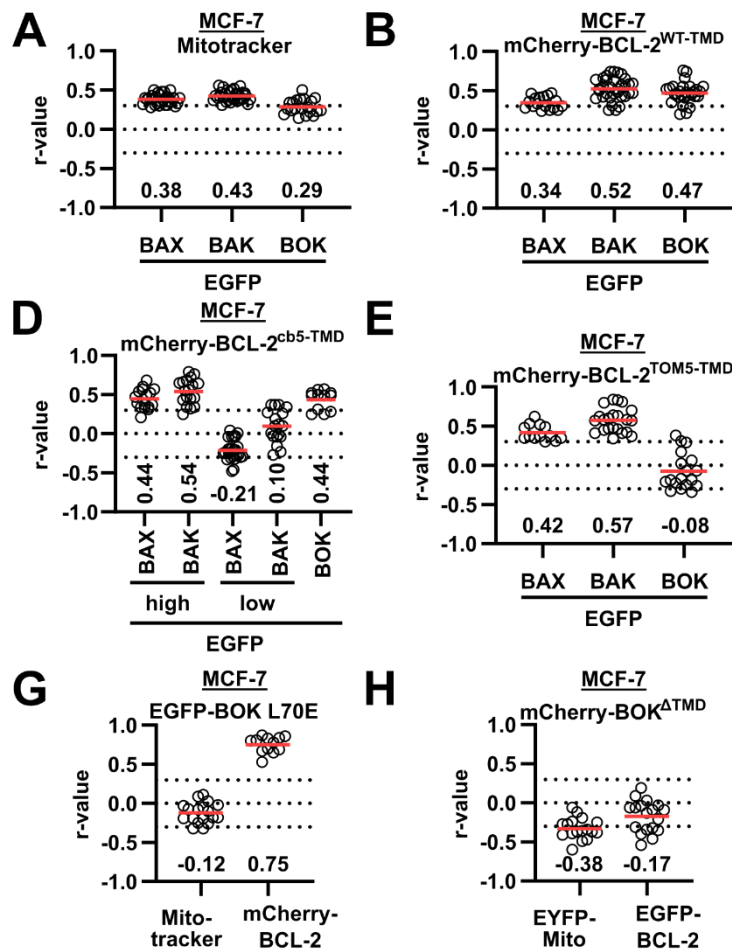 A
MCF-7
Mitotracker
r-value
1.0
0.5
0.0
-0.5
-1.0
0.38 0.43 0.29
BAX BAK BOK
EGFP
B
MCF-7
mCherry-BCL-2WT-TMD
r-value
1.0
0.5
0.0
-0.5
-1.0
0.34 0.52 0.47
BAX BAK BOK
EGFP
D
MCF-7
mCherry-BCL-2cb5-TMD
r-value
1.0
0.5
0.0
-0.5
-1.0
0.44 0.54 -0.21 0.10 0.44
BAX BAK BAX BAK BOK
high low
EGFP
E
MCF-7
mCherry-BCL-2TOM5-TMD
r-value
1.0
0.5
0.0
-0.5
-1.0
0.42 0.57 -0.08
BAX BAK BOK
EGFP
G
MCF-7
EGFP-BOK L70E
r-value
1.0
0.5
0.0
-0.5
-1.0
-0.12 0.75
Mito- mCherry-
tracker BCL-2
H
MCF-7
mCherry-BOKΔTMD
r-value
1.0
0.5
0.0
-0.5
-1.0
-0.38 -0.17
EYFP- EGFP-
Mito BCL-2